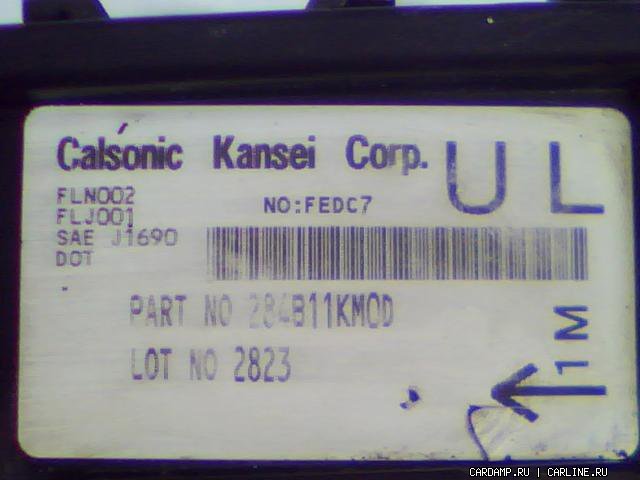 Calsonic Kansei Corp.
UL
FLN002
NO:FEDC7
FLJ001
SAE J1690
DOT
PART NO 284B11KM0D
LOT NO 2823
1M
CARDAMP.RU | CARLINE.RU